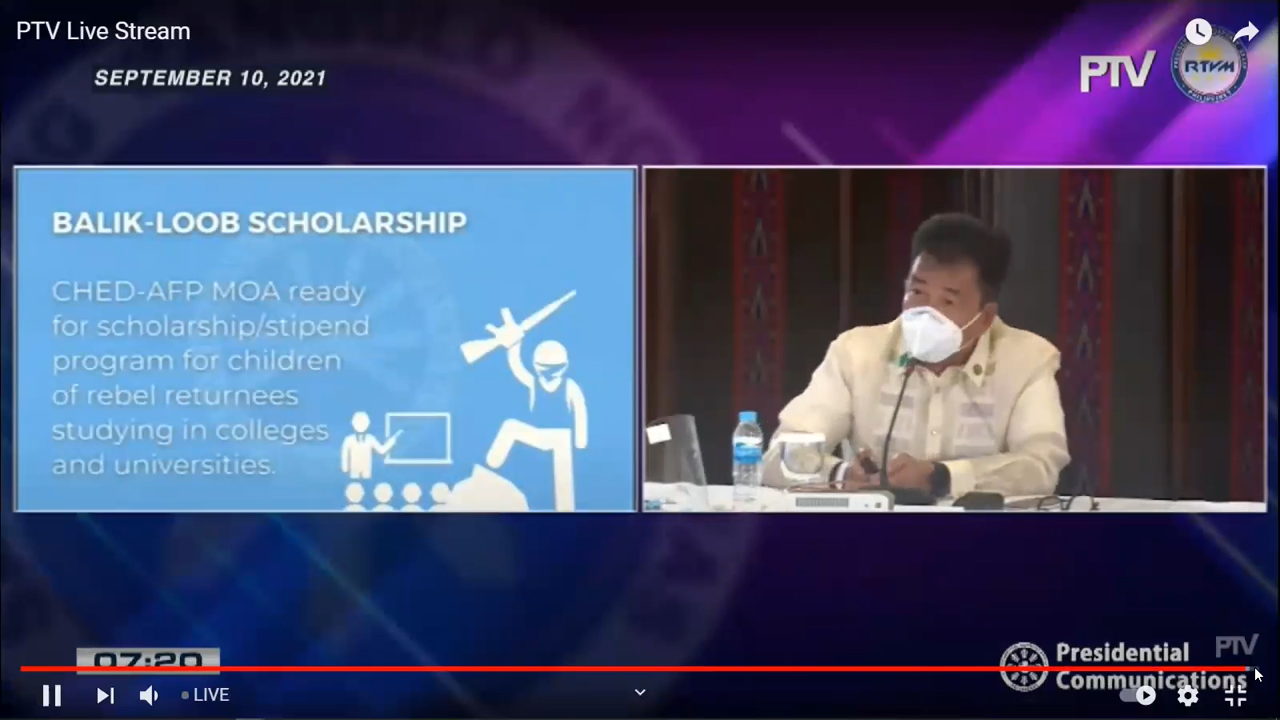 PTV Live Stream
SEPTEMBER 10, 2021
PTV
RTVM
BALIK-LOOB SCHOLARSHIP
CHED-AFP MOA ready
for scholarship/stipend
program for children
of rebel returnees
studying in colleges
and universities.
07:20
PTV
Presidential
Communications
LIVE